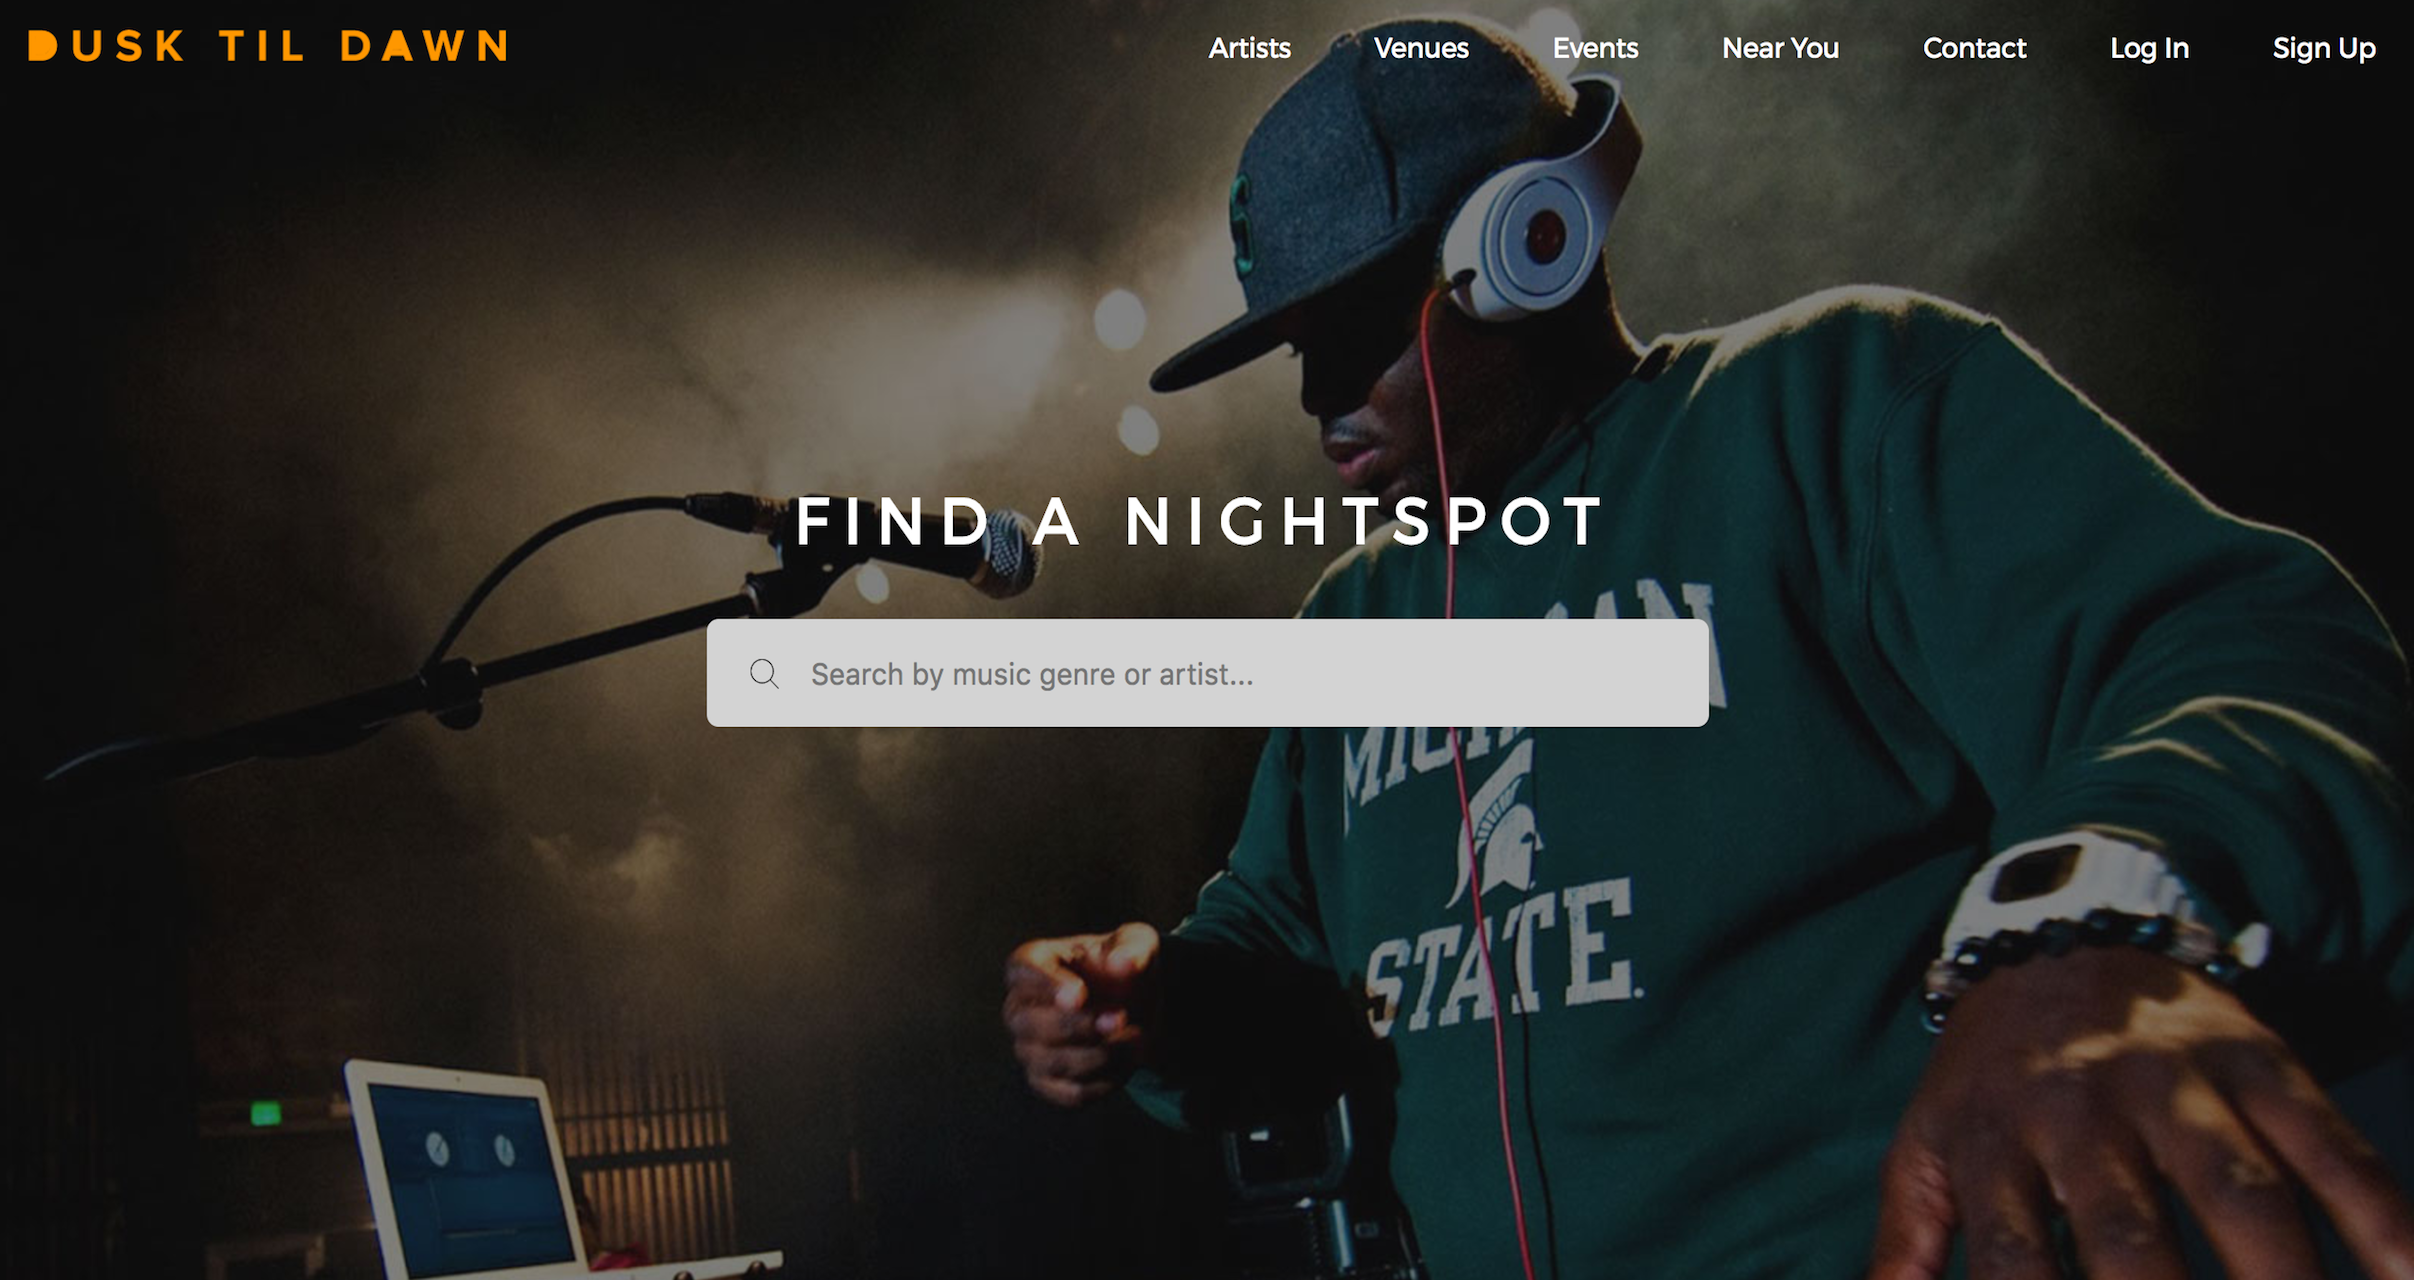 DUSK TIL DAWN
Artists Venues Events Near You Contact Log In Sign Up
FIND A NIGHTSPOT
Search by music genre or artist...
STATE.